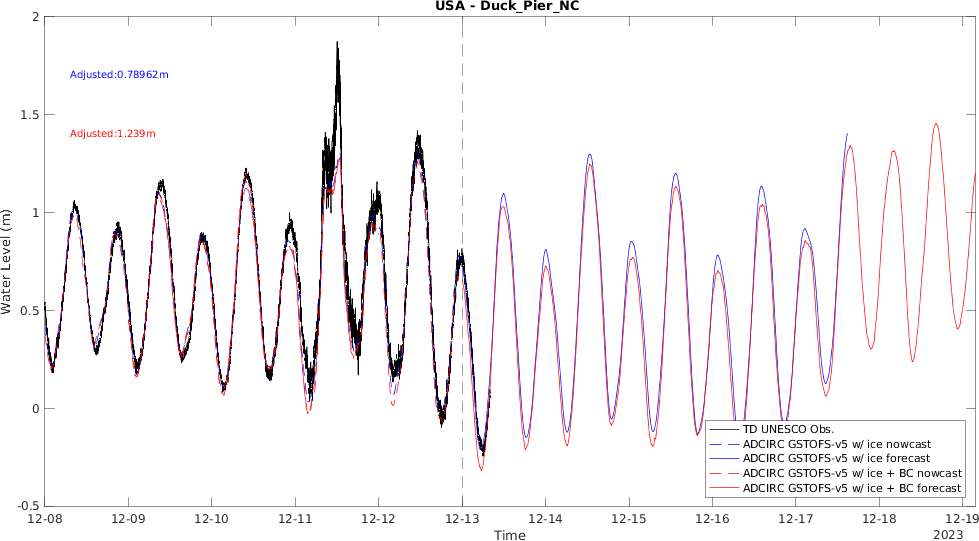 USA - Duck_Pier_NC
2
1.5
1
0.5
0
-0.5
Water Level (m)
Adjusted:0.78962m
Adjusted:1.239m
TD UNESCO Obs.
ADCIRC GSTOFS-v5 w/ ice nowcast
ADCIRC GSTOFS-v5 w/ ice forecast
ADCIRC GSTOFS-v5 w/ ice + BC nowcast
ADCIRC GSTOFS-v5 w/ ice + BC forecast
12-08 12-09 12-10 12-11 12-12 12-13 12-14 12-15 12-16 12-17 12-18 12-19
Time
2023